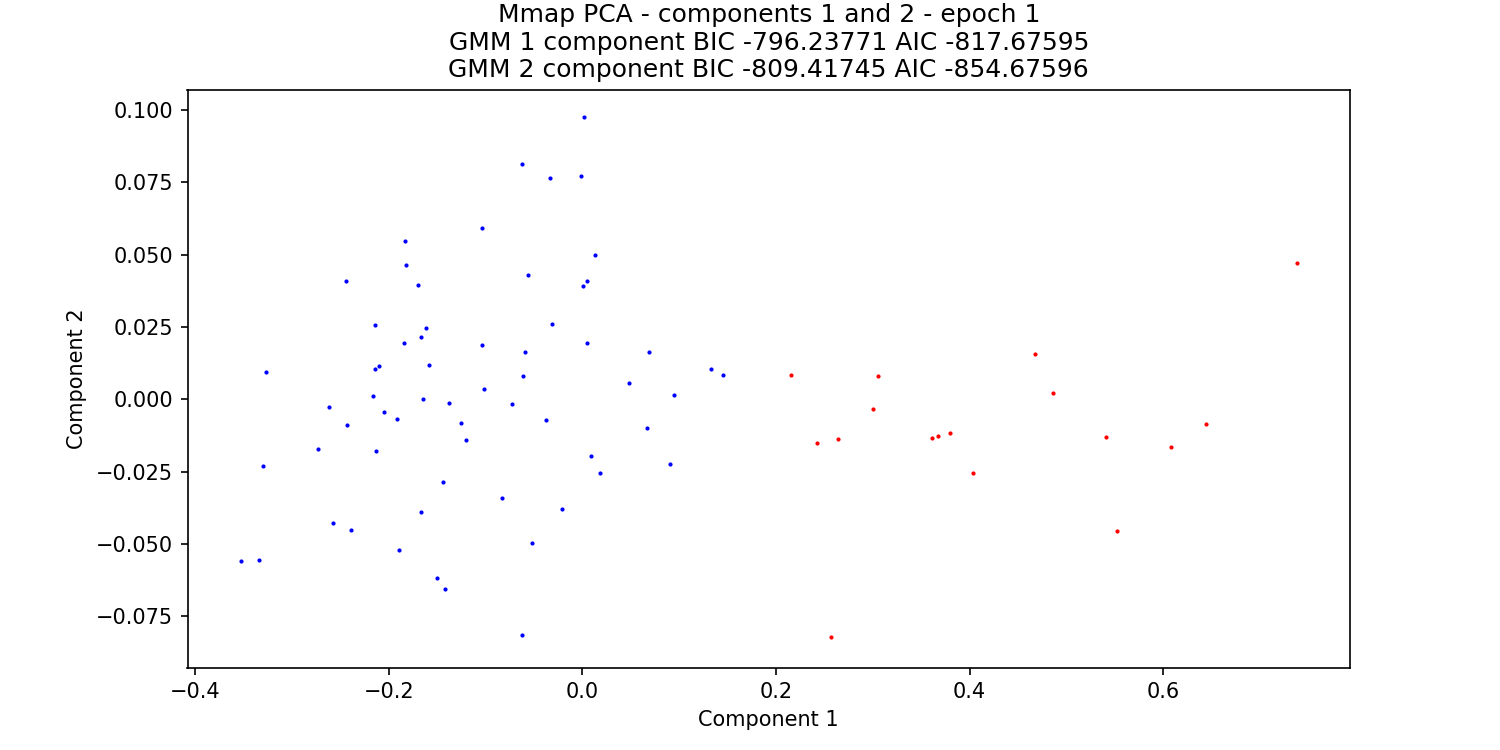 Mmap PCA - components 1 and 2 - epoch 1
GMM 1 component BIC -796.23771 AIC -817.67595
GMM 2 component BIC -809.41745 AIC -854.67596
0.100
0.075
0.050
0.025
0.000
−0.025
−0.050
−0.075
Component 2
−0.4
−0.2
0.0
0.2
0.4
0.6
Component 1